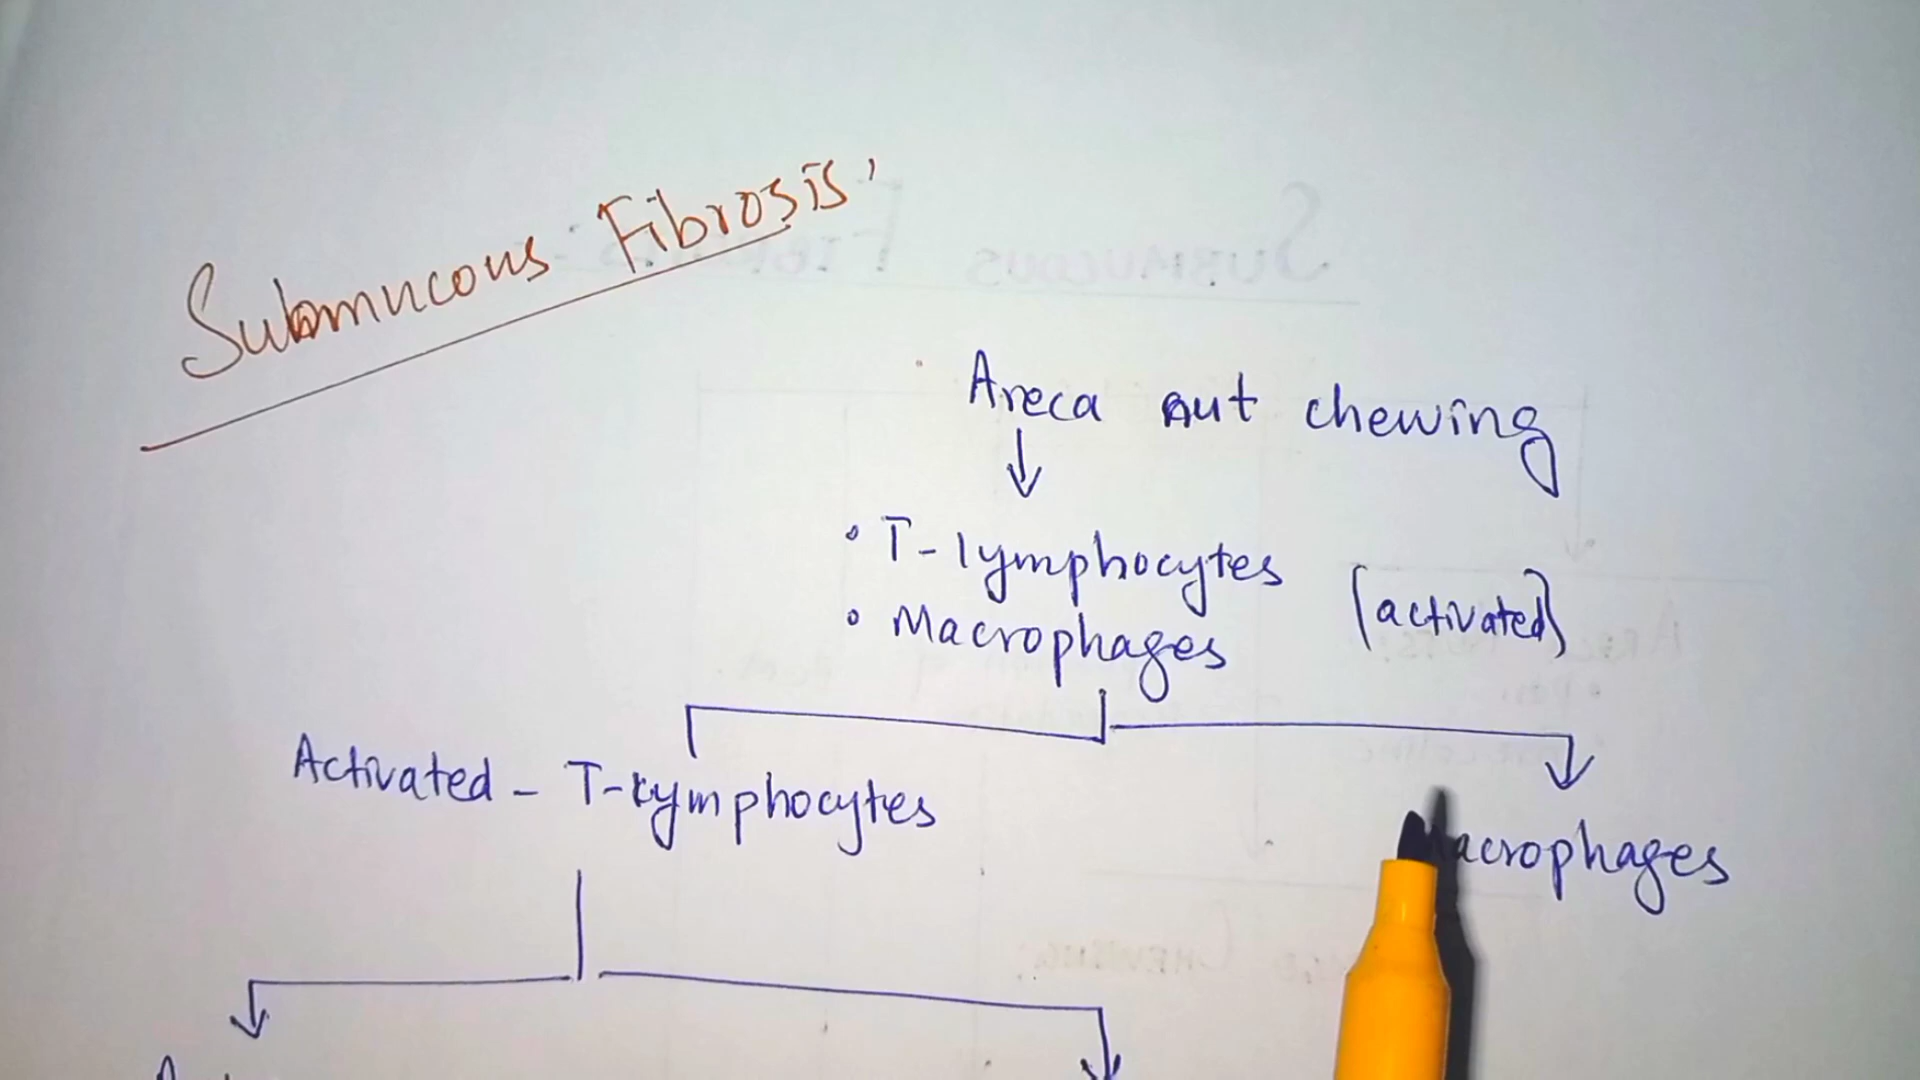 Submucous Fibrosis
Areca nut chewing
• T-lymphocytes
• Macrophages
(activated)
Activated - T-lymphocytes
acrophages